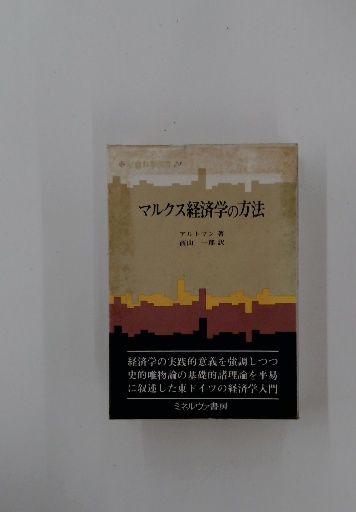 マルクス経済学の方法
アルトマン 著
西山 一郎 訳
経済学の実践的意義を強調しつつ
史的唯物論の基礎的諸理論を平易
に叙述した東ドイツの経済学入門
ミネルヴァ書房